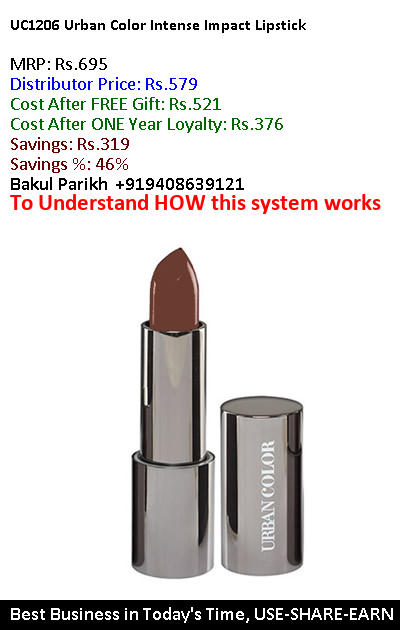 UC1206 Urban Color Intense Impact Lipstick
MRP: Rs.695
Distributor Price: Rs.579
Cost After FREE Gift: Rs.521
Cost After ONE Year Loyalty: Rs.376
Savings: Rs.319
Savings %: 46%
Bakul Parikh +919408639121
To Understand HOW this system works
URBAN COLOR
Best Business in Today's Time, USE-SHARE-EARN